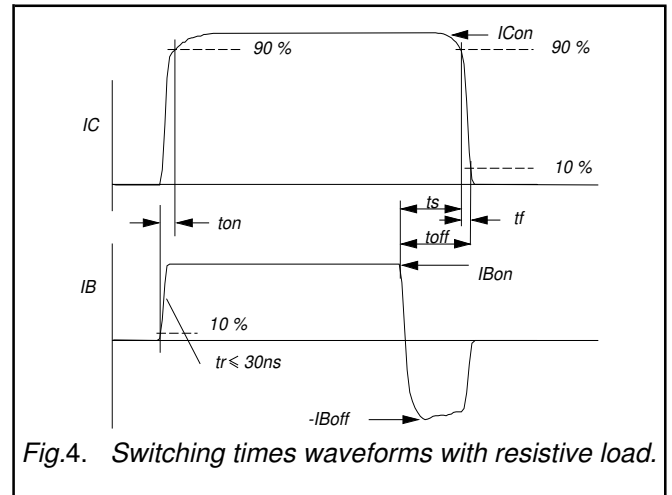 ICon
90 %
90 %
IC
10 %
ts
ton
tf
toff
IBon
IB
10 %
tr ⩽ 30ns
-IBoff
Fig.4. Switching times waveforms with resistive load.